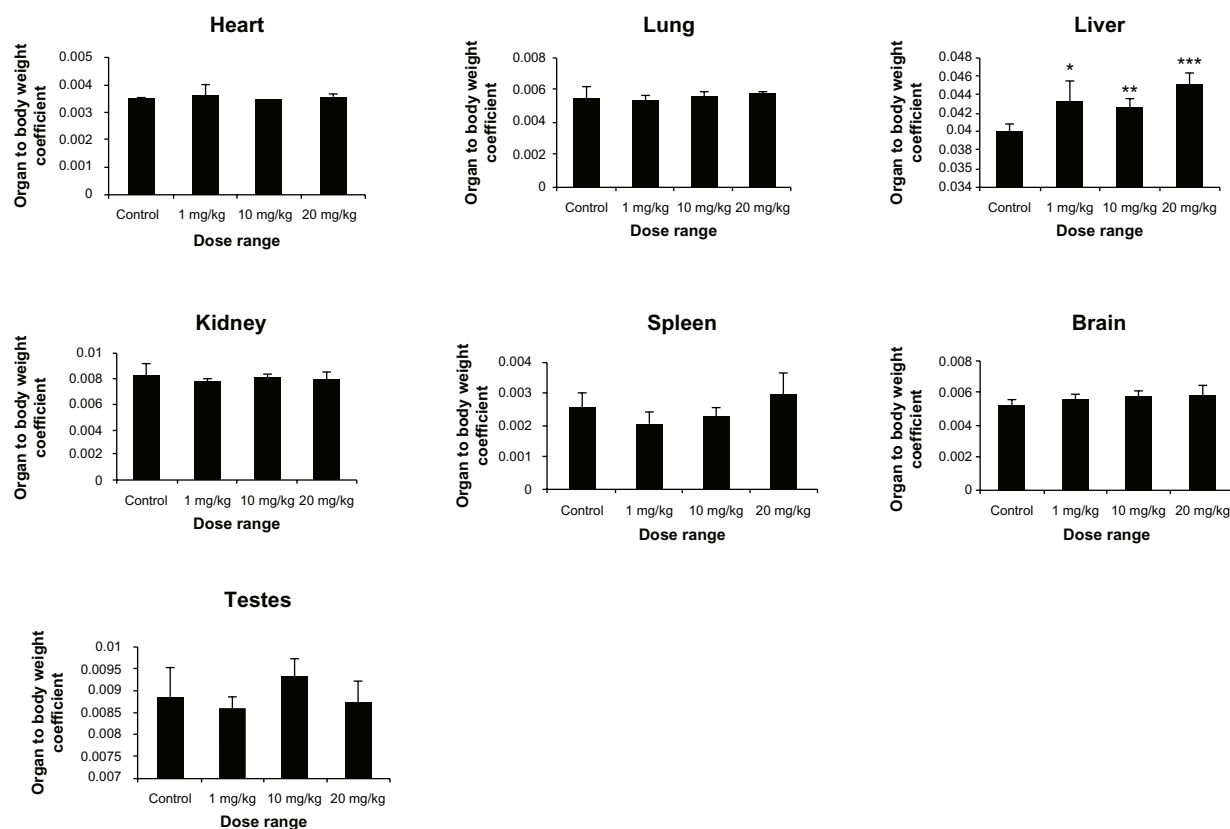 Heart
Organ to body weight
coefficient
0.005
0.004
0.003
0.002
0.001
0
Control 1 mg/kg 10 mg/kg 20 mg/kg
Dose range
Lung
Organ to body weight
coefficient
0.008
0.006
0.004
0.002
0
Control 1 mg/kg 10 mg/kg 20 mg/kg
Dose range
Liver
Organ to body weight
coefficient
0.048
0.046
0.044
0.042
0.04
0.038
0.035
0.034
* ** ***
Control 1 mg/kg 10 mg/kg 20 mg/kg
Dose range
Kidney
Organ to body weight
coefficient
0.01
0.008
0.006
0.004
0.002
0
Control 1 mg/kg 10 mg/kg 20 mg/kg
Dose range
Spleen
Organ to body weight
coefficient
0.004
0.003
0.002
0.001
0
Control 1 mg/kg 10 mg/kg 20 mg/kg
Dose range
Brain
Organ to body weight
coefficient
0.008
0.006
0.004
0.002
0
Control 1 mg/kg 10 mg/kg 20 mg/kg
Dose range
Testes
Organ to body weight
coefficient
0.01
0.0095
0.009
0.0085
0.008
0.0075
0.007
Control 1 mg/kg 10 mg/kg 20 mg/kg
Dose range